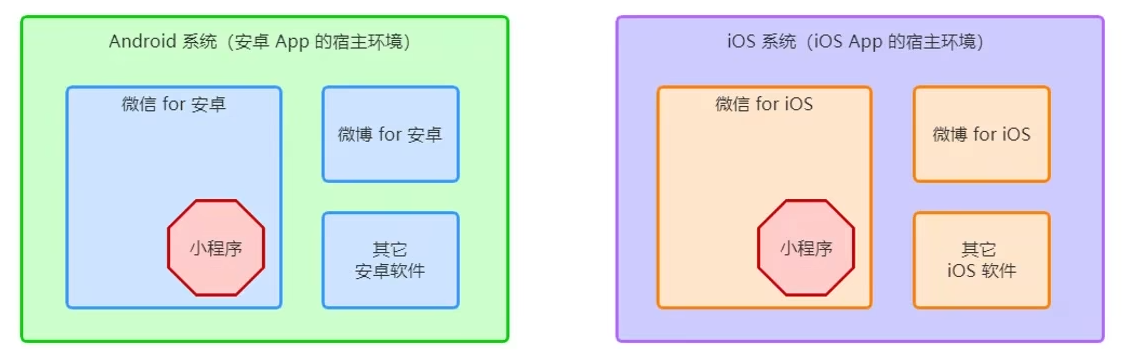 Android 系统（安卓 App 的宿主环境）
微信 for 安卓
微博 for 安卓
小程序
其它
安卓软件
iOS 系统（iOS App 的宿主环境）
微信 for iOS
微博 for iOS
小程序
其它
iOS 软件